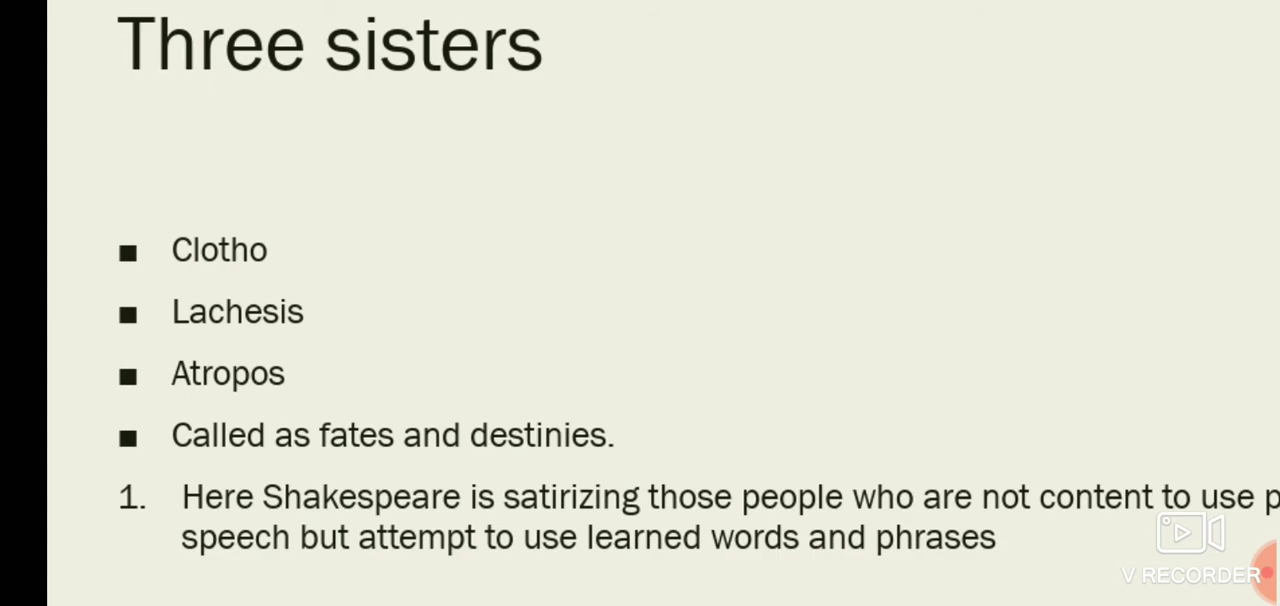 Three sisters
■ Clotho
■ Lachesis
■ Atropos
■ Called as fates and destinies.
1. Here Shakespeare is satirizing those people who are not content to use p
speech but attempt to use learned words and phrases
V RECORDER